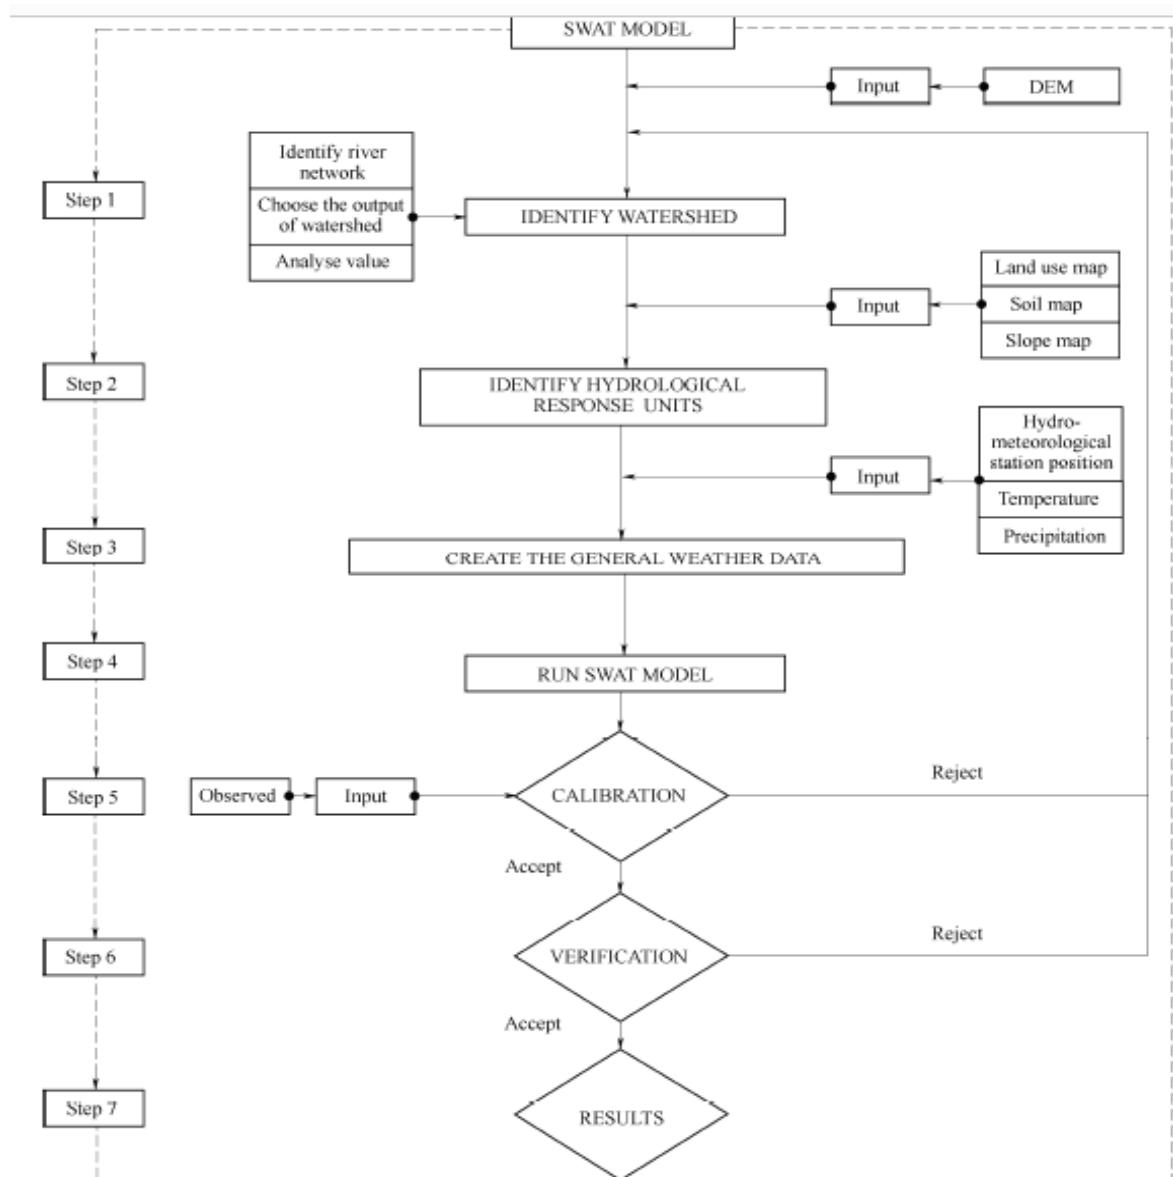 SWAT MODEL
Input
DEM
Identify river
network
Step 1
Choose the output
of watershed
IDENTIFY WATERSHED
Analyse value
Land use map
Input
Soil map
Slope map
Step 2
IDENTIFY HYDROLOGICAL
RESPONSE UNITS
Hydro-
meteorological
station position
Input
Temperature
Precipitation
Step 3
CREATE THE GENERAL WEATHER DATA
Step 4
RUN SWAT MODEL
Reject
Step 5
Observed
Input
CALIBRATION
Accept
Reject
Step 6
VERIFICATION
Accept
Step 7
RESULTS